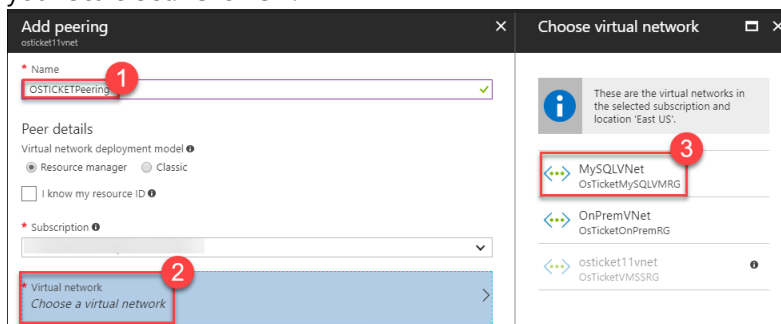 Add peering
osticket11vnet
* Name
OSTICKETPeering
1
Peer details
Virtual network deployment model
Resource manager Classic
I know my resource ID
* Subscription
2
* Virtual network
Choose a virtual network
Choose virtual network
These are the virtual networks in
the selected subscription and
location 'East US'.
3
MySQLVNet
OsTicketMySQLVMRG
OnPremVNet
OsTicketOnPremRG
osticket11vnet
OsTicketVMSSRG